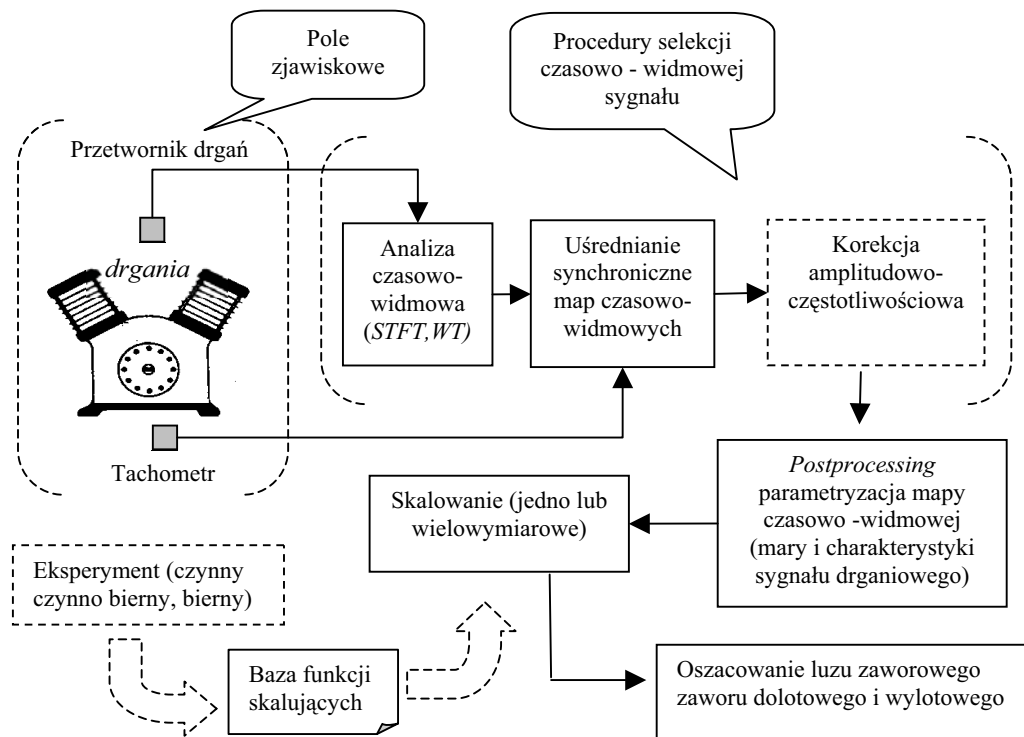 Pole
zjawiskowe
Procedury selekcji
czasowo - widmowej
sygnału
Przetwornik drgań
drgania
Tachometr
Analiza
czasowo-
widmowa
(STFT,WT)
Uśrednianie
synchroniczne
map czasowo-
widmowych
Korekcja
amplitudowo-
częstotliwościowa
Postprocessing
parametryzacja mapy
czasowo -widmowej
(mary i charakterystyki
sygnału drganiowego)
Skalowanie (jedno lub
wielowymiarowe)
Eksperyment (czynny
czynno bierny, bierny)
Baza funkcji
skalujących
Oszacowanie luzu zaworowego
zaworu dolotowego i wylotowego